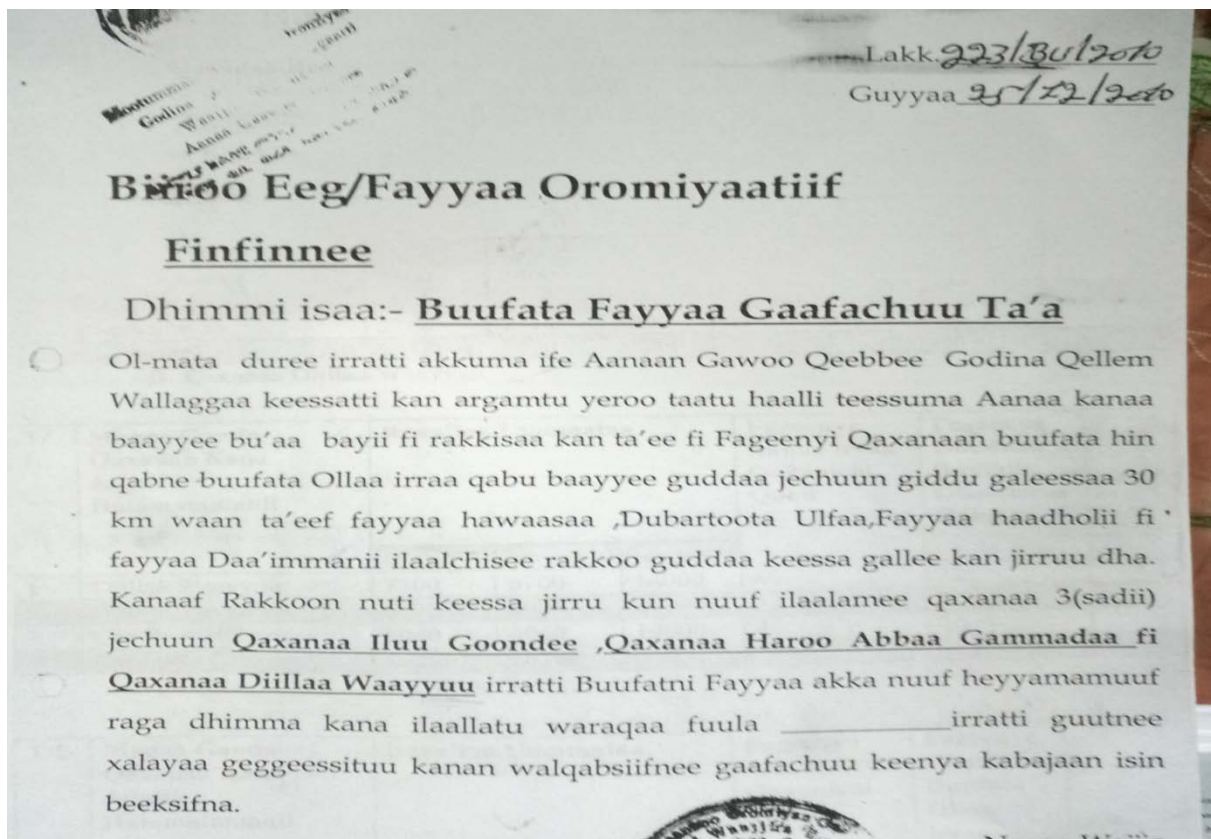 Mootumma
Godina
Aanaa
Lakk. 223/BU/2010
Guyyaa 25/12/2010
Biiroo Eeg/Fayyaa Oromiyaatiif
Finfinnee
Dhimmi isaa:- Buufata Fayyaa Gaafachuu Ta'a
Ol-mata duree irratti akkuma ife Aanaan Gawoo Qeebbee Godina Qellem
Wallaggaa keessatti kan argamtu yeroo taatu haalli teessuma Aanaa kanaa
baayyee bu'aa bayii fi rakkisaa kan ta'ee fi Fageenyi Qaxanaan buufata hin
qabne buufata Ollaa irraa qabu baayyee guddaa jechuun giddu galeessaa 30
km waan ta'eef fayyaa hawaasaa ,Dubartoota Ulfaa,Fayyaa haadholii fi
fayyaa Daa'immanii ilaalchisee rakkoo guddaa keessa gallee kan jirruu dha.
Kanaaf Rakkoon nuti keessa jirru kun nuuf ilaalamee qaxanaa 3(sadii)
jechuun Qaxanaa Iluu Goondee ,Qaxanaa Haroo Abbaa Gammadaa fi
Qaxanaa Diillaa Waayyuu irratti Buufatni Fayyaa akka nuuf heyyamamuuf
raga dhimma kana ilaallatu waraqaa fuula __________ irratti guutnee
xalayaa geggeessituu kanan walqabsiifnee gaafachuu keenya kabajaan isin
beeksifna.